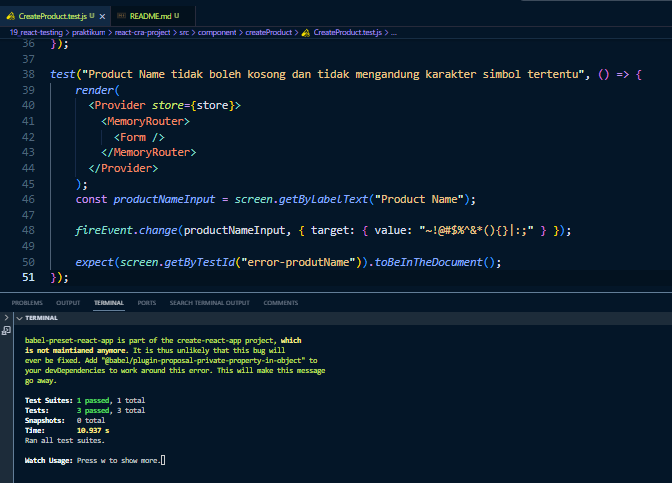 CreateProduct.test.js U X README.md U
19_react-testing > praktikum > react-cra-project > src > component > createProduct > CreateProduct.test.js > ...
36 });
37
38 test("Product Name tidak boleh kosong dan tidak mengandung karakter simbol tertentu", () => {
39 render(
40 <Provider store={store}>
41 <MemoryRouter>
42 <Form />
43 </MemoryRouter>
44 </Provider>
45 );
46 const productNameInput = screen.getByLabelText("Product Name");
47
48 fireEvent.change(productNameInput, { target: { value: "~!@#$%^&*(){}|:;" } });
49
50 expect(screen.getByTestId("error-produtName")).toBeInTheDocument();
51 });
PROBLEMS OUTPUT TERMINAL PORTS SEARCH TERMINAL OUTPUT COMMENTS
TERMINAL
babel-preset-react-app is part of the create-react-app project, which
is not maintianed anymore. It is thus unlikely that this bug will
ever be fixed. Add "@babel/plugin-proposal-private-property-in-object" to
your devDependencies to work around this error. This will make this message
go away.
Test Suites: 1 passed, 1 total
Tests: 3 passed, 3 total
Snapshots: 0 total
Time: 10.937 s
Ran all test suites.
Watch Usage: Press w to show more.